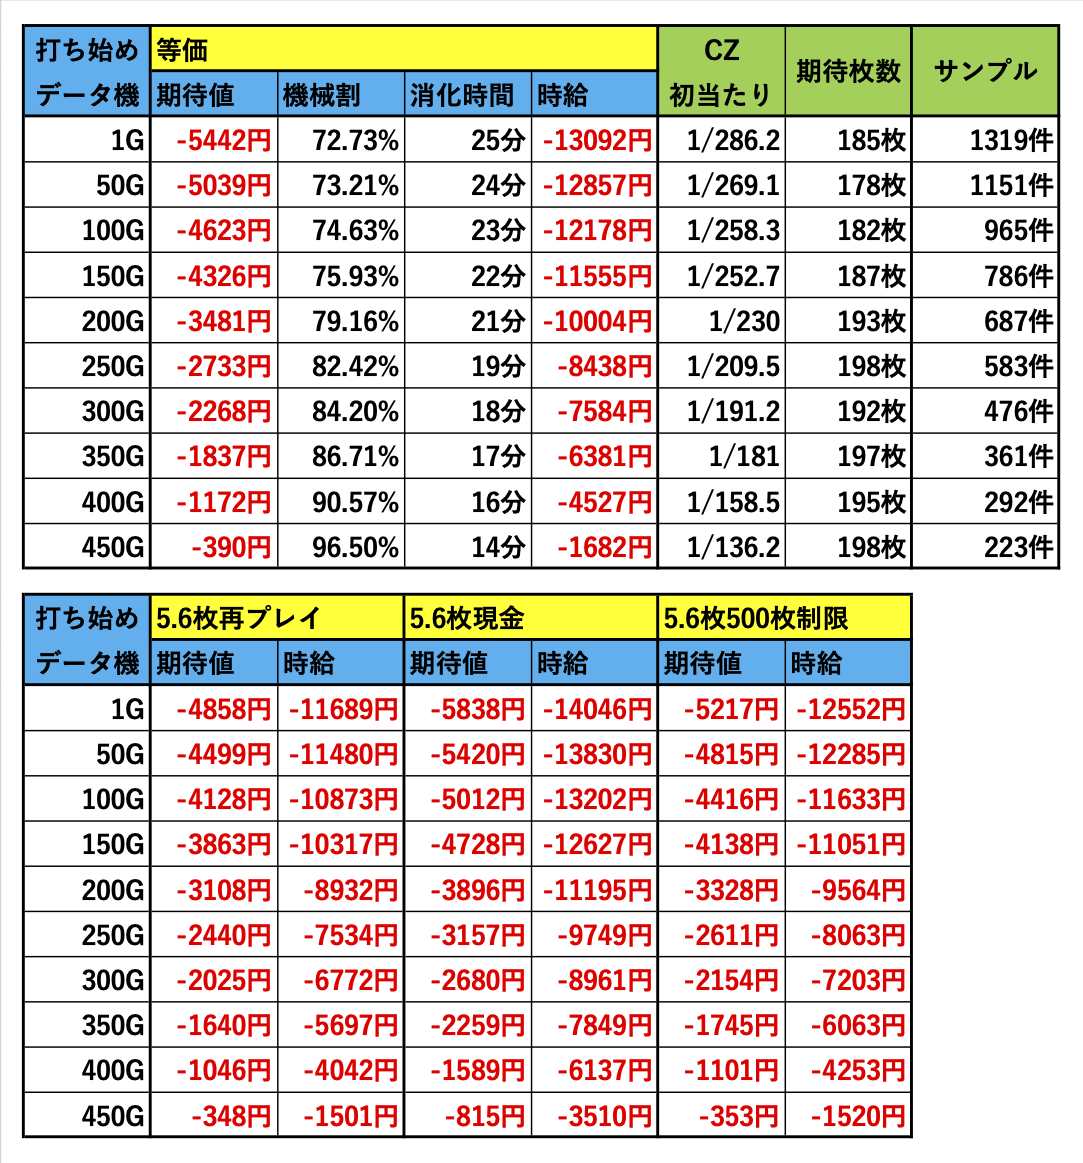 打ち始め 等価 CZ 期待枚数 サンプル
データ機 期待値 機械割 消化時間 時給 初当たり
1G -5442円 72.73% 25分 -13092円 1/286.2 185枚 1319件
50G -5039円 73.21% 24分 -12857円 1/269.1 178枚 1151件
100G -4623円 74.63% 23分 -12178円 1/258.3 182枚 965件
150G -4326円 75.93% 22分 -11555円 1/252.7 187枚 786件
200G -3481円 79.16% 21分 -10004円 1/230 193枚 687件
250G -2733円 82.42% 19分 -8438円 1/209.5 198枚 583件
300G -2268円 84.20% 18分 -7584円 1/191.2 192枚 476件
350G -1837円 86.71% 17分 -6381円 1/181 197枚 361件
400G -1172円 90.57% 16分 -4527円 1/158.5 195枚 292件
450G -390円 96.50% 14分 -1682円 1/136.2 198枚 223件
打ち始め 5.6枚再プレイ 5.6枚現金 5.6枚500枚制限
データ機 期待値 時給 期待値 時給 期待値 時給
1G -4858円 -11689円 -5838円 -14046円 -5217円 -12552円
50G -4499円 -11480円 -5420円 -13830円 -4815円 -12285円
100G -4128円 -10873円 -5012円 -13202円 -4416円 -11633円
150G -3863円 -10317円 -4728円 -12627円 -4138円 -11051円
200G -3108円 -8932円 -3896円 -11195円 -3328円 -9564円
250G -2440円 -7534円 -3157円 -9749円 -2611円 -8063円
300G -2025円 -6772円 -2680円 -8961円 -2154円 -7203円
350G -1640円 -5697円 -2259円 -7849円 -1745円 -6063円
400G -1046円 -4042円 -1589円 -6137円 -1101円 -4253円
450G -348円 -1501円 -815円 -3510円 -353円 -1520円